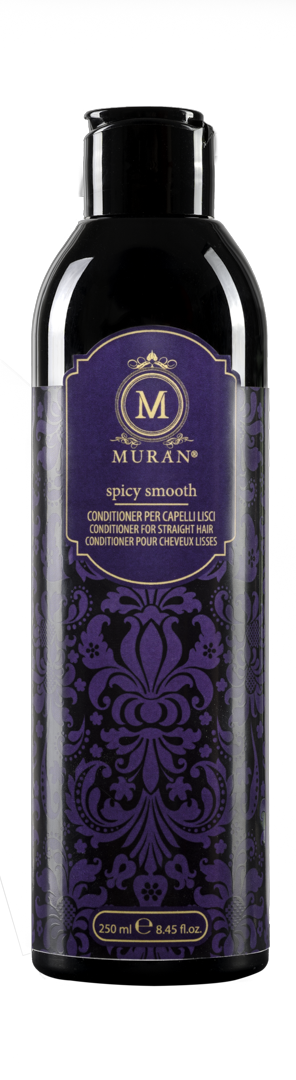 M
MURÁN®
spicy smooth
CONDITIONER PER CAPELLI LISCI
CONDITIONER FOR STRAIGHT HAIR
CONDITIONER POUR CHEVEUX LISSES
250 ml ℮ 8.45 fl.oz.